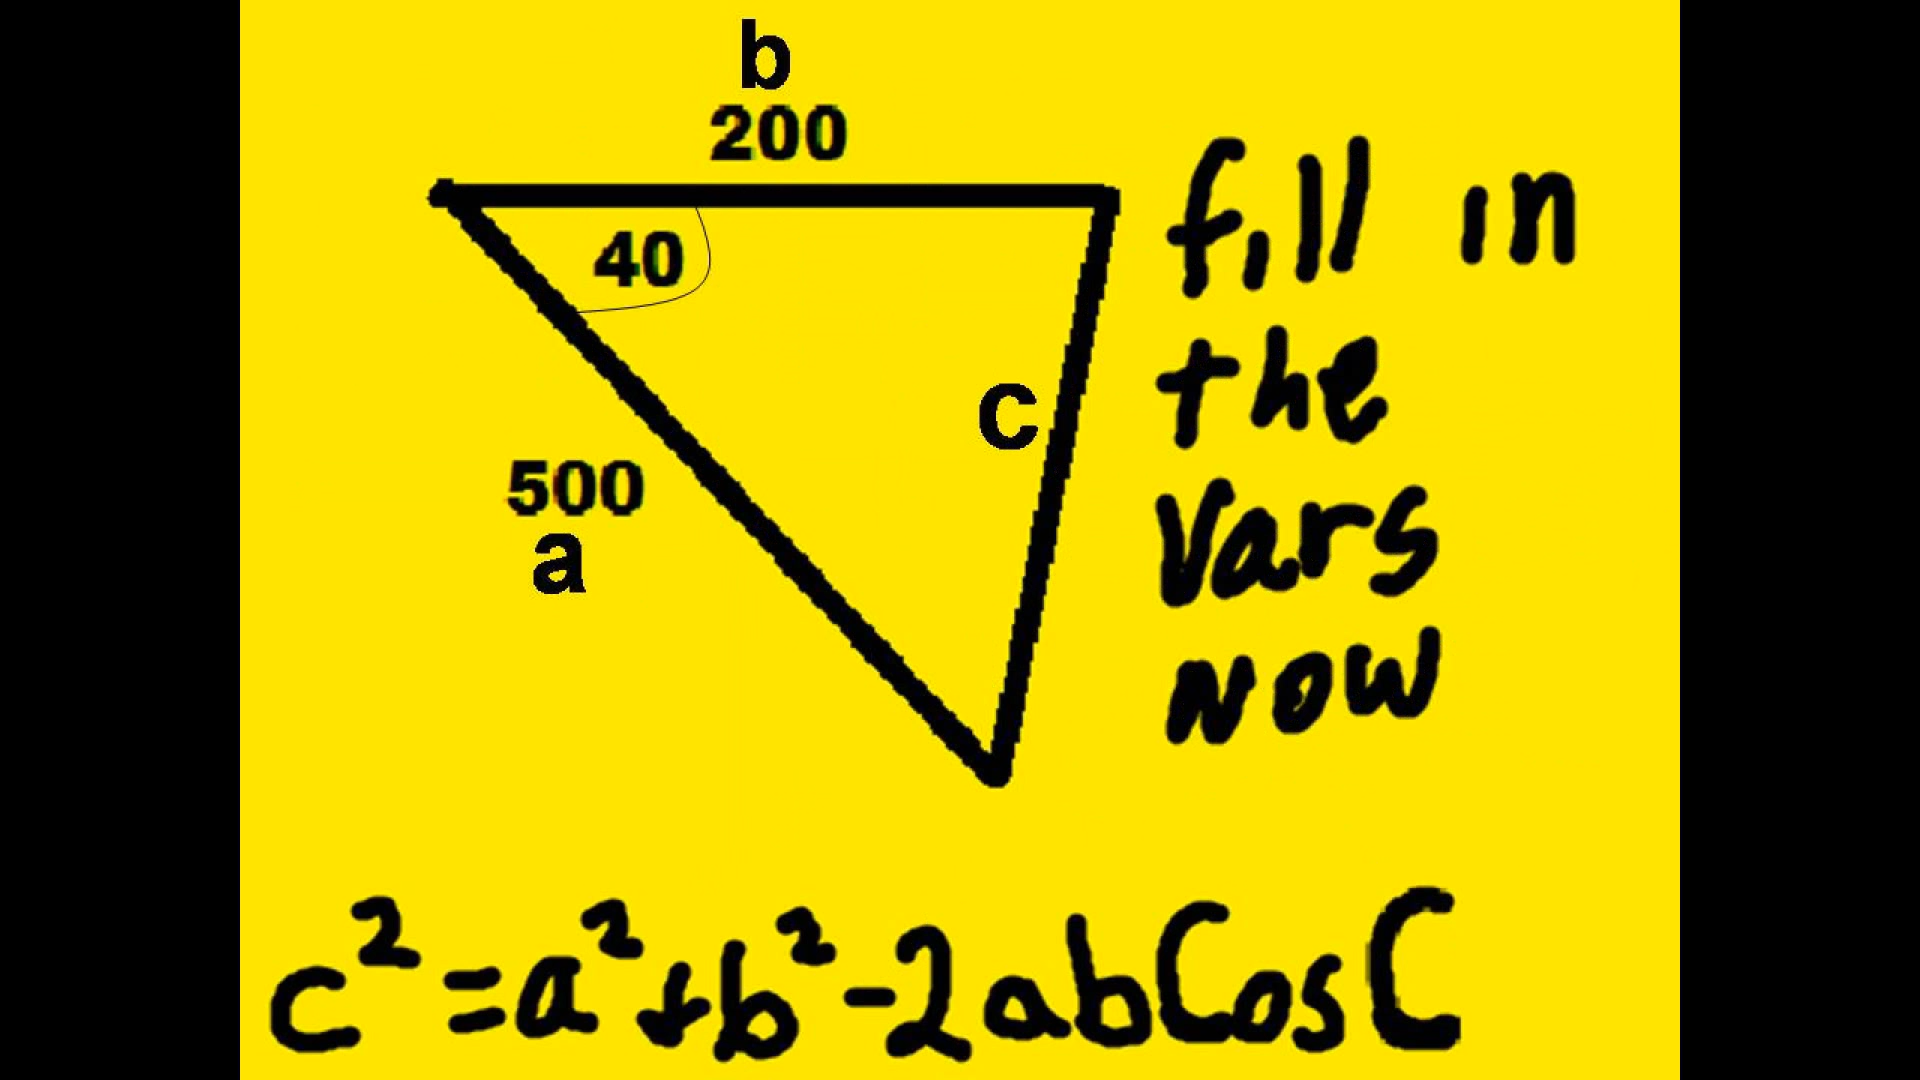 b
200
40
c
500
a
fill in
the
Vars
Now
c²=a²+b²-2abCosC